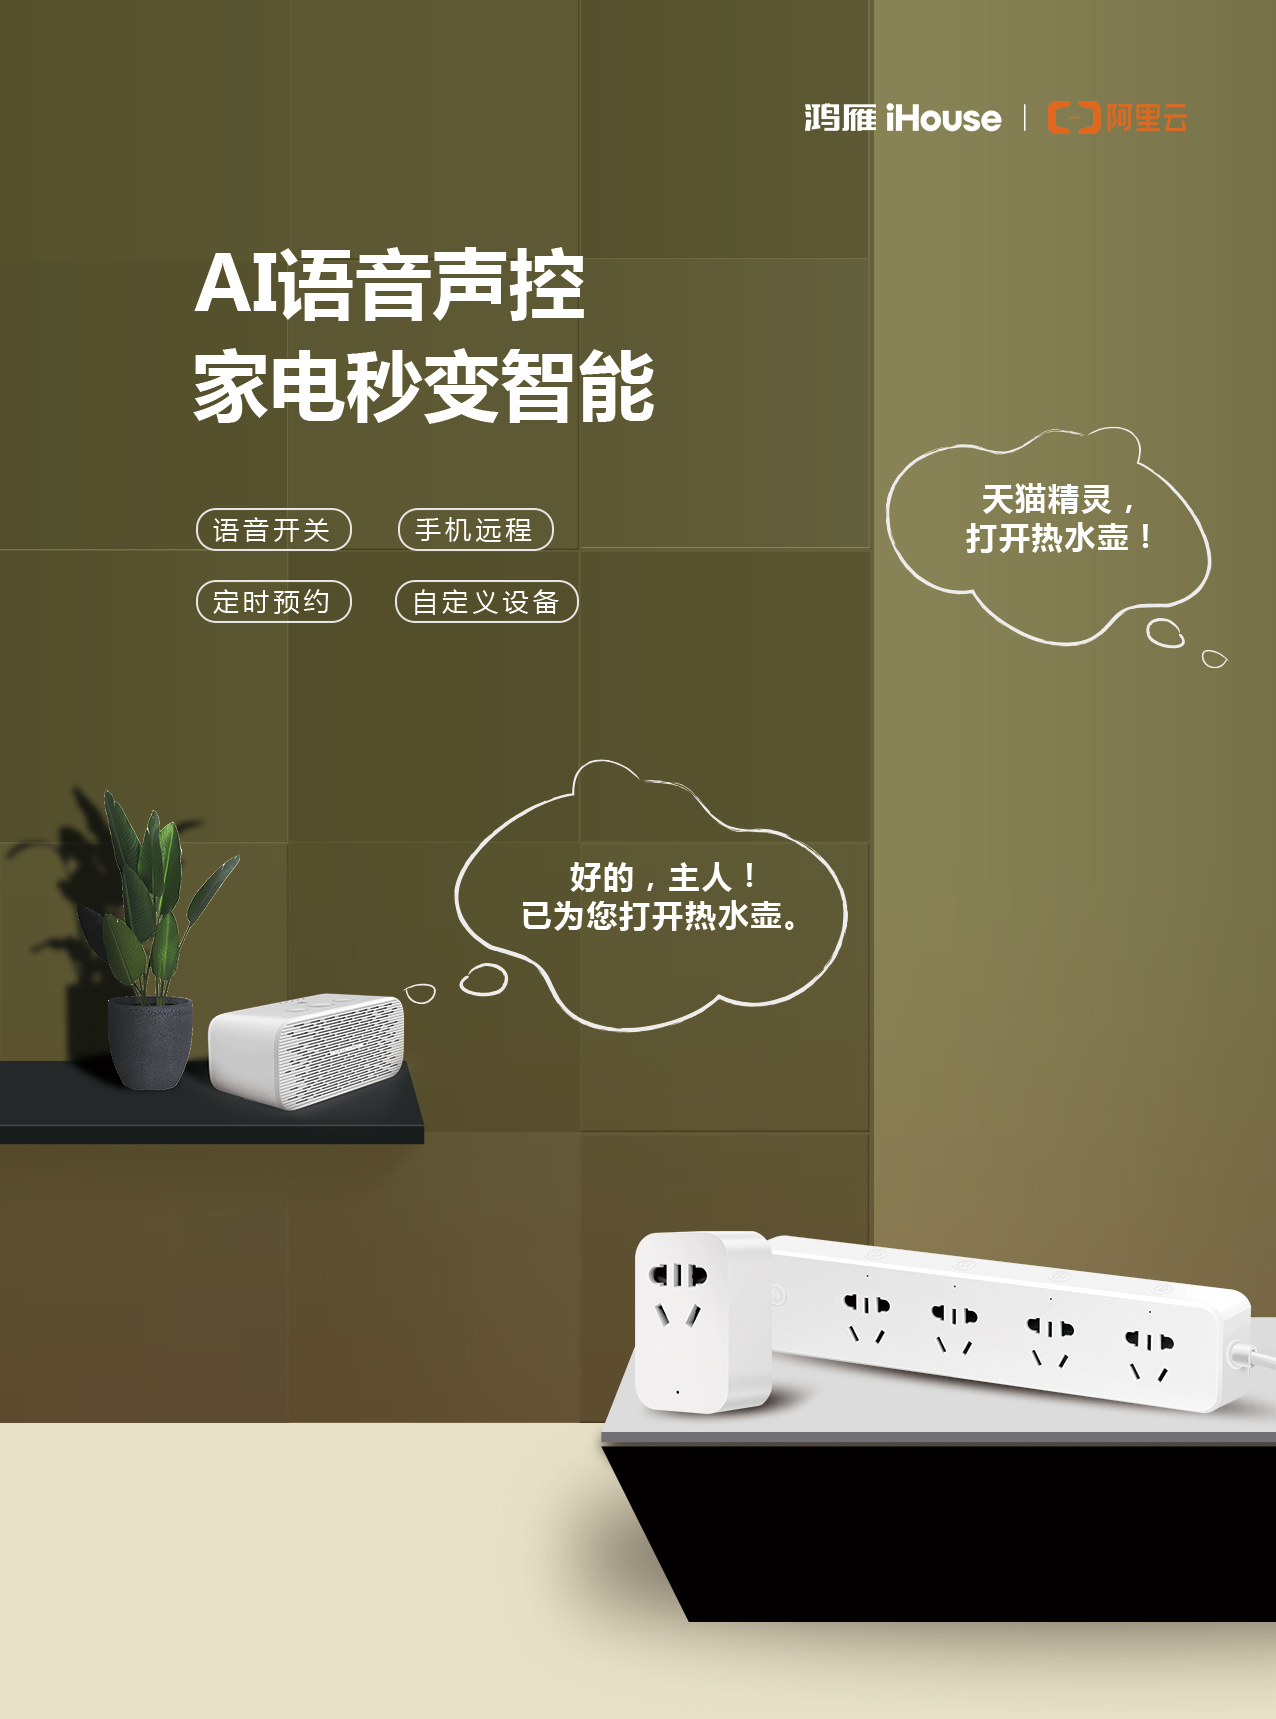 鸿雁 iHouse | 阿里云
AI语音声控
家电秒变智能
语音开关 手机远程
定时预约 自定义设备
天猫精灵，
打开热水壶！
好的，主人！
已为您打开热水壶。